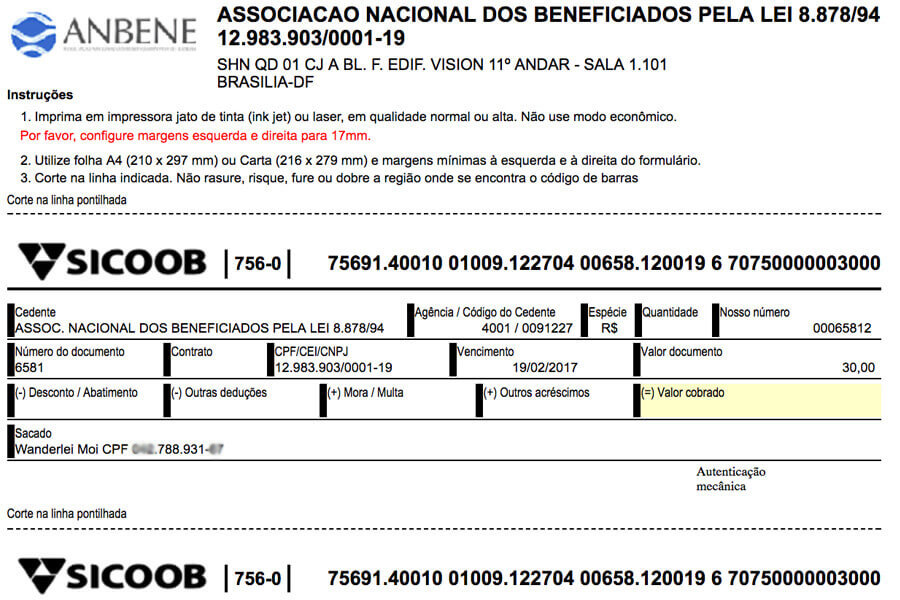 ANBENE
ASSOCIACAO NACIONAL DOS BENEFICIADOS PELA LEI 8.878/94
12.983.903/0001-19
SHN QD 01 CJ A BL. F. EDIF. VISION 11º ANDAR - SALA 1.101
BRASILIA-DF
Instruções
1. Imprima em impressora jato de tinta (ink jet) ou laser, em qualidade normal ou alta. Não use modo econômico.
Por favor, configure margens esquerda e direita para 17mm.
2. Utilize folha A4 (210 x 297 mm) ou Carta (216 x 279 mm) e margens mínimas à esquerda e à direita do formulário.
3. Corte na linha indicada. Não rasure, risque, fure ou dobre a região onde se encontra o código de barras
Corte na linha pontilhada
SICOOB | 756-0 | 75691.40010 01009.122704 00658.120019 6 70750000003000
Cedente Agência / Código do Cedente Espécie Quantidade Nosso número
ASSOC. NACIONAL DOS BENEFICIADOS PELA LEI 8.878/94 4001 / 0091227 R$ 00065812
Número do documento Contrato CPF/CEI/CNPJ Vencimento Valor documento
6581 12.983.903/0001-19 19/02/2017 30,00
(-) Desconto / Abatimento (-) Outras deduções (+) Mora / Multa (+) Outros acréscimos (=) Valor cobrado
Sacado
Wanderlei Moi CPF .788.931-
Autenticação
mecânica
Corte na linha pontilhada
SICOOB | 756-0 | 75691.40010 01009.122704 00658.120019 6 70750000003000